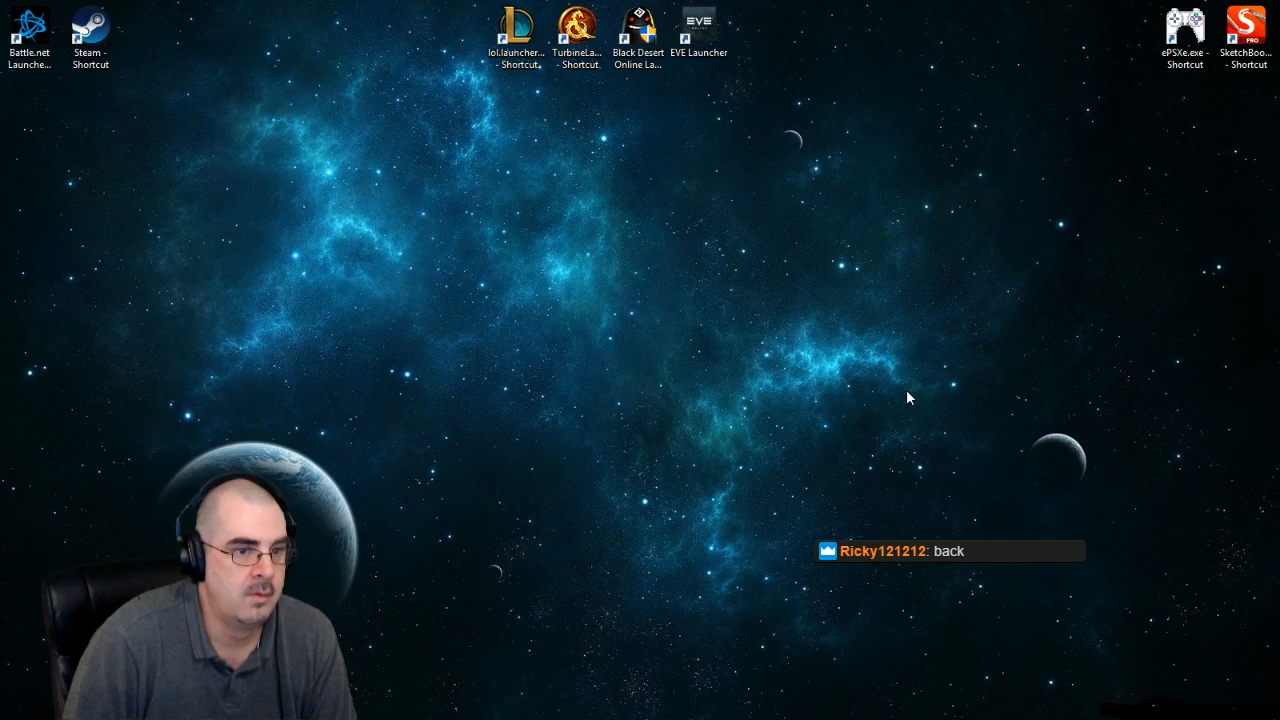 Battle.net
Launche...
Steam -
Shortcut
lol.launcher...
- Shortcut
TurbineLa...
- Shortcut
Black Desert
Online La...
EVE
EVE Launcher
ePSXe.exe -
Shortcut
PRO
SketchBoo...
- Shortcut
Ricky121212: back